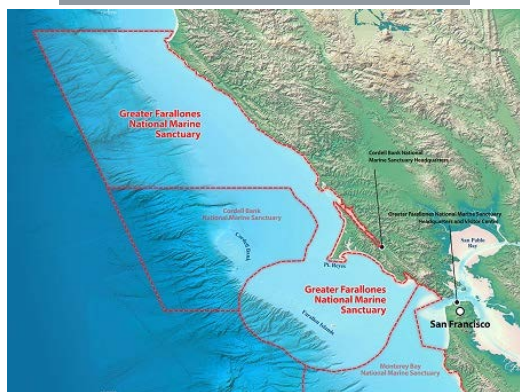 Greater Farallones
National Marine
Sanctuary
Cordell Bank National
Marine Sanctuary Headquarters
Cordell Bank
National Marine Sanctuary
Greater Farallones National Marine Sanctuary
Headquarters and Visitor Center
San Pablo
Bay
Cordell Bank
Pt. Reyes
Greater Farallones
National Marine
Sanctuary
Farallon Islands
San Francisco
Monterey Bay
National Marine Sanctuary